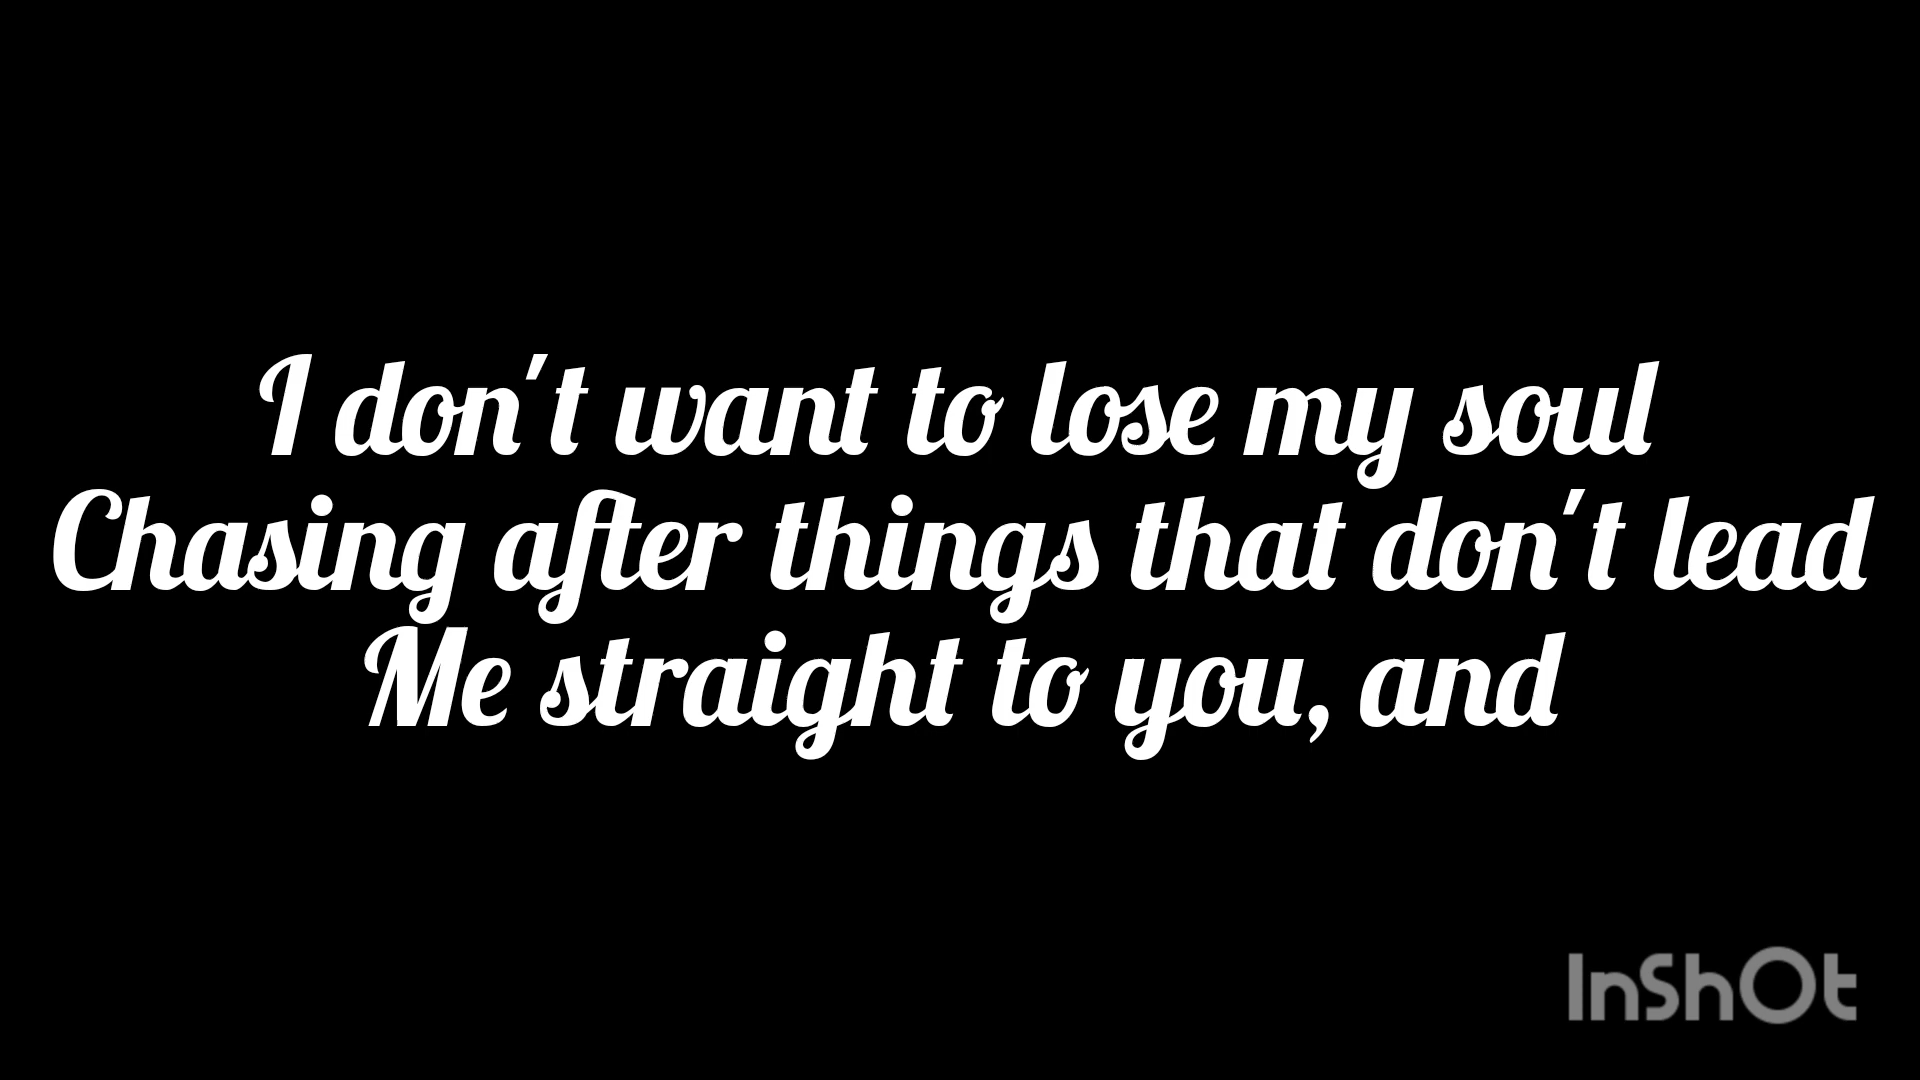 I don't want to lose my soul
Chasing after things that don't lead
Me straight to you, and
InShOt